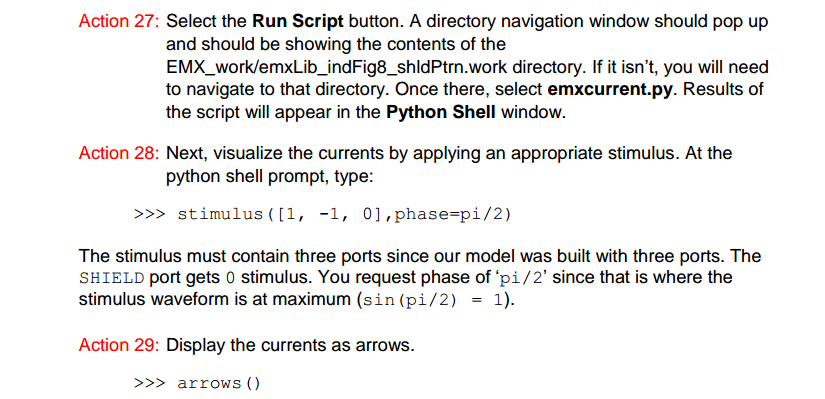 Action 27: Select the Run Script button. A directory navigation window should pop up
and should be showing the contents of the
EMX_work/emxLib_indFig8_shldPtrn.work directory. If it isn’t, you will need
to navigate to that directory. Once there, select emxcurrent.py. Results of
the script will appear in the Python Shell window.
Action 28: Next, visualize the currents by applying an appropriate stimulus. At the
python shell prompt, type:
>>> stimulus([1, -1, 0],phase=pi/2)
The stimulus must contain three ports since our model was built with three ports. The
SHIELD port gets 0 stimulus. You request phase of ‘pi/2’ since that is where the
stimulus waveform is at maximum (sin(pi/2) = 1).
Action 29: Display the currents as arrows.
>>> arrows()